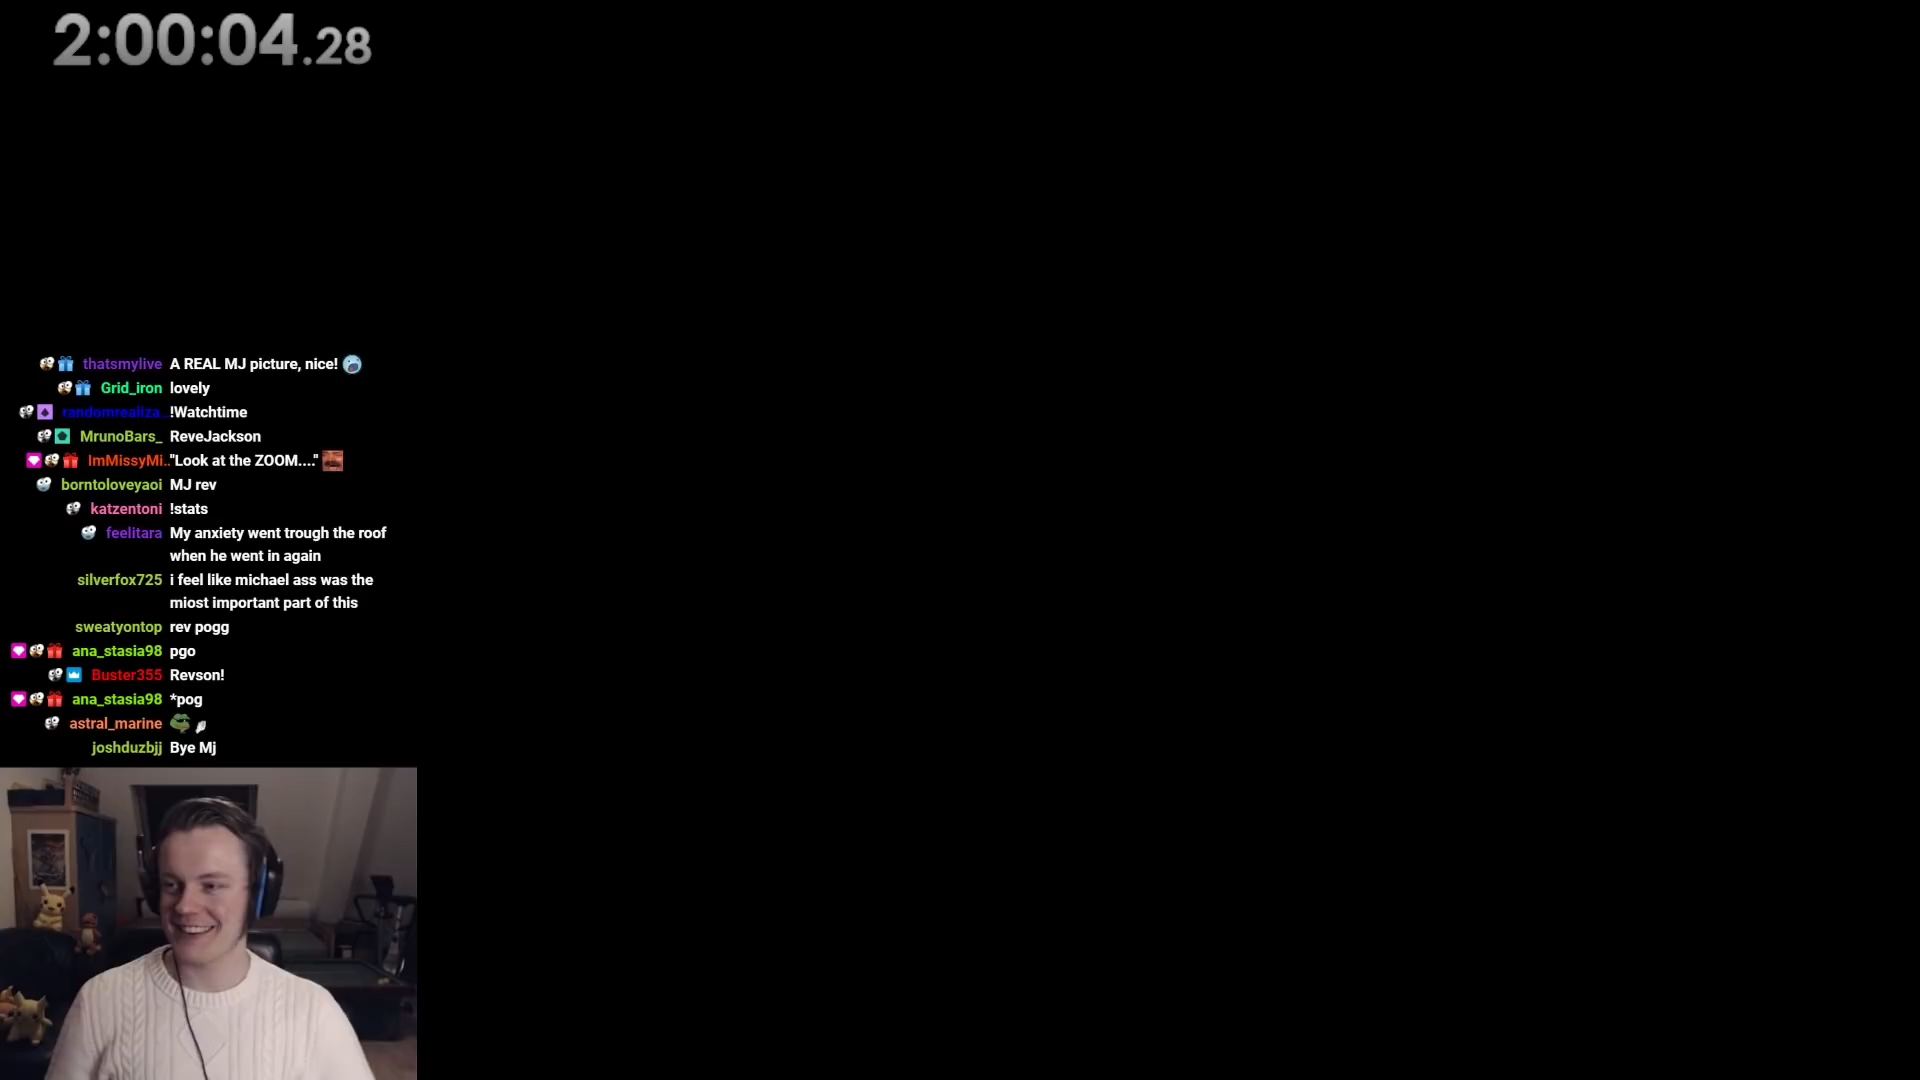 2:00:04.28
thatsmylive A REAL MJ picture, nice!
Grid_iron lovely
randomrealiza... !Watchtime
MrunoBars_ ReveJackson
ImMissyMi.. "Look at the ZOOM...."
borntoloveyaoi MJ rev
katzentoni !stats
feelitara My anxiety went trough the roof
when he went in again
silverfox725 i feel like michael ass was the
miost important part of this
sweatyontop rev pogg
ana_stasia98 pgo
Buster355 Revson!
ana_stasia98 *pog
astral_marine
joshduzbjj Bye Mj